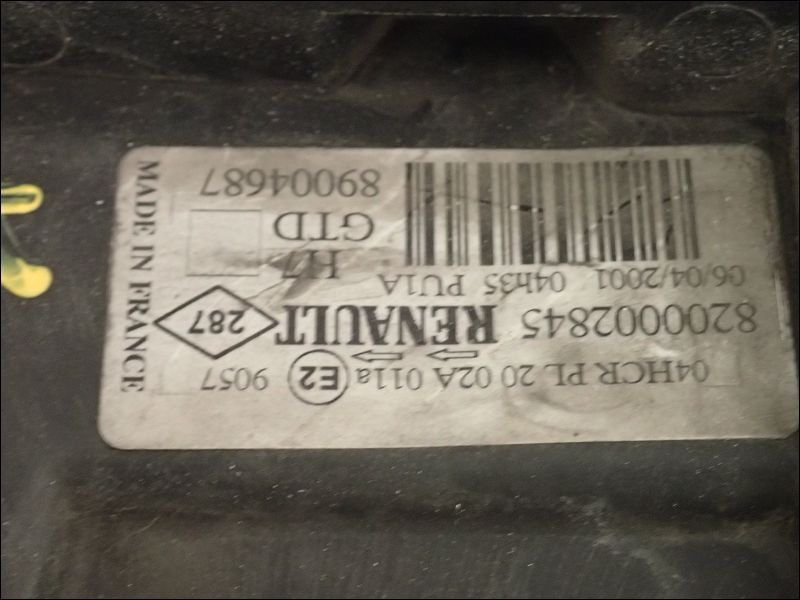 04HCR PL 20 02A 011a E2 9057
8200002845 RENAULT 287
06/04/2001 04h35 PU1A
H7
GTD
89004687
MADE IN FRANCE